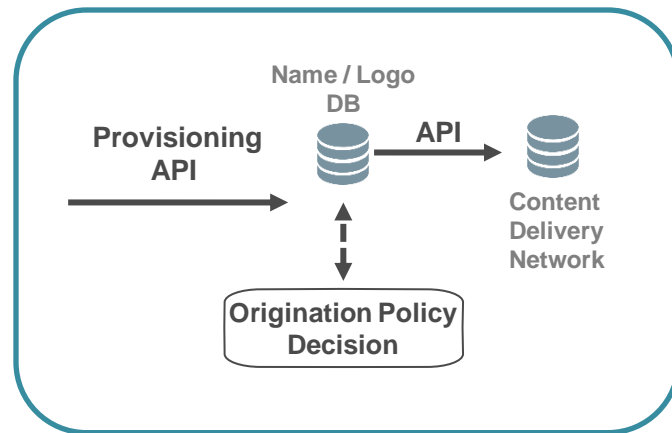 Name / Logo
DB
Provisioning
API
API
Content
Delivery
Network
Origination Policy
Decision